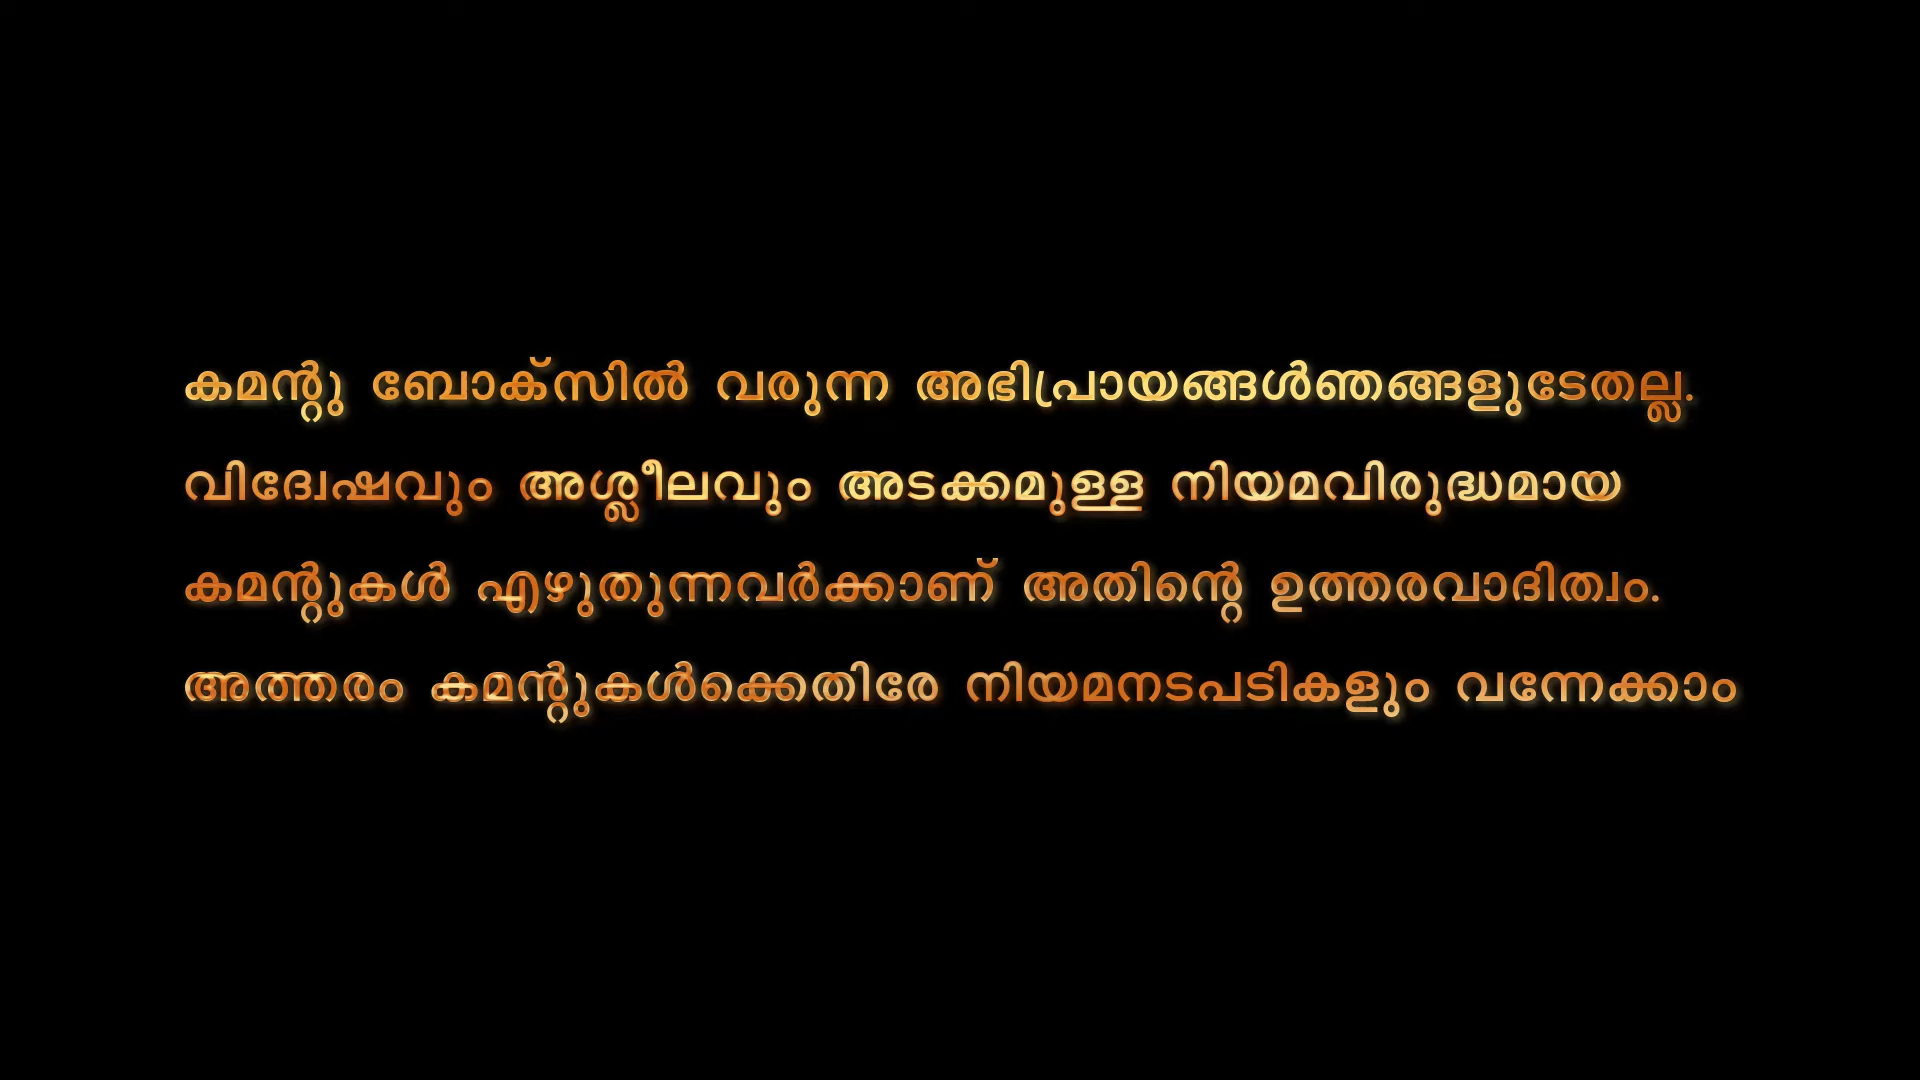 കമന്റു ബോക്സിൽ വരുന്ന അഭിപ്രായങ്ങൾഞങ്ങളുടേതല്ല.
വിദ്വേഷവും അശ്ലീലവും അടക്കമുള്ള നിയമവിരുദ്ധമായ
കമന്റുകൾ എഴുതുന്നവർക്കാണ് അതിന്റെ ഉത്തരവാദിത്വം.
അത്തരം കമന്റുകൾക്കെതിരേ നിയമനടപടികളും വന്നേക്കാം